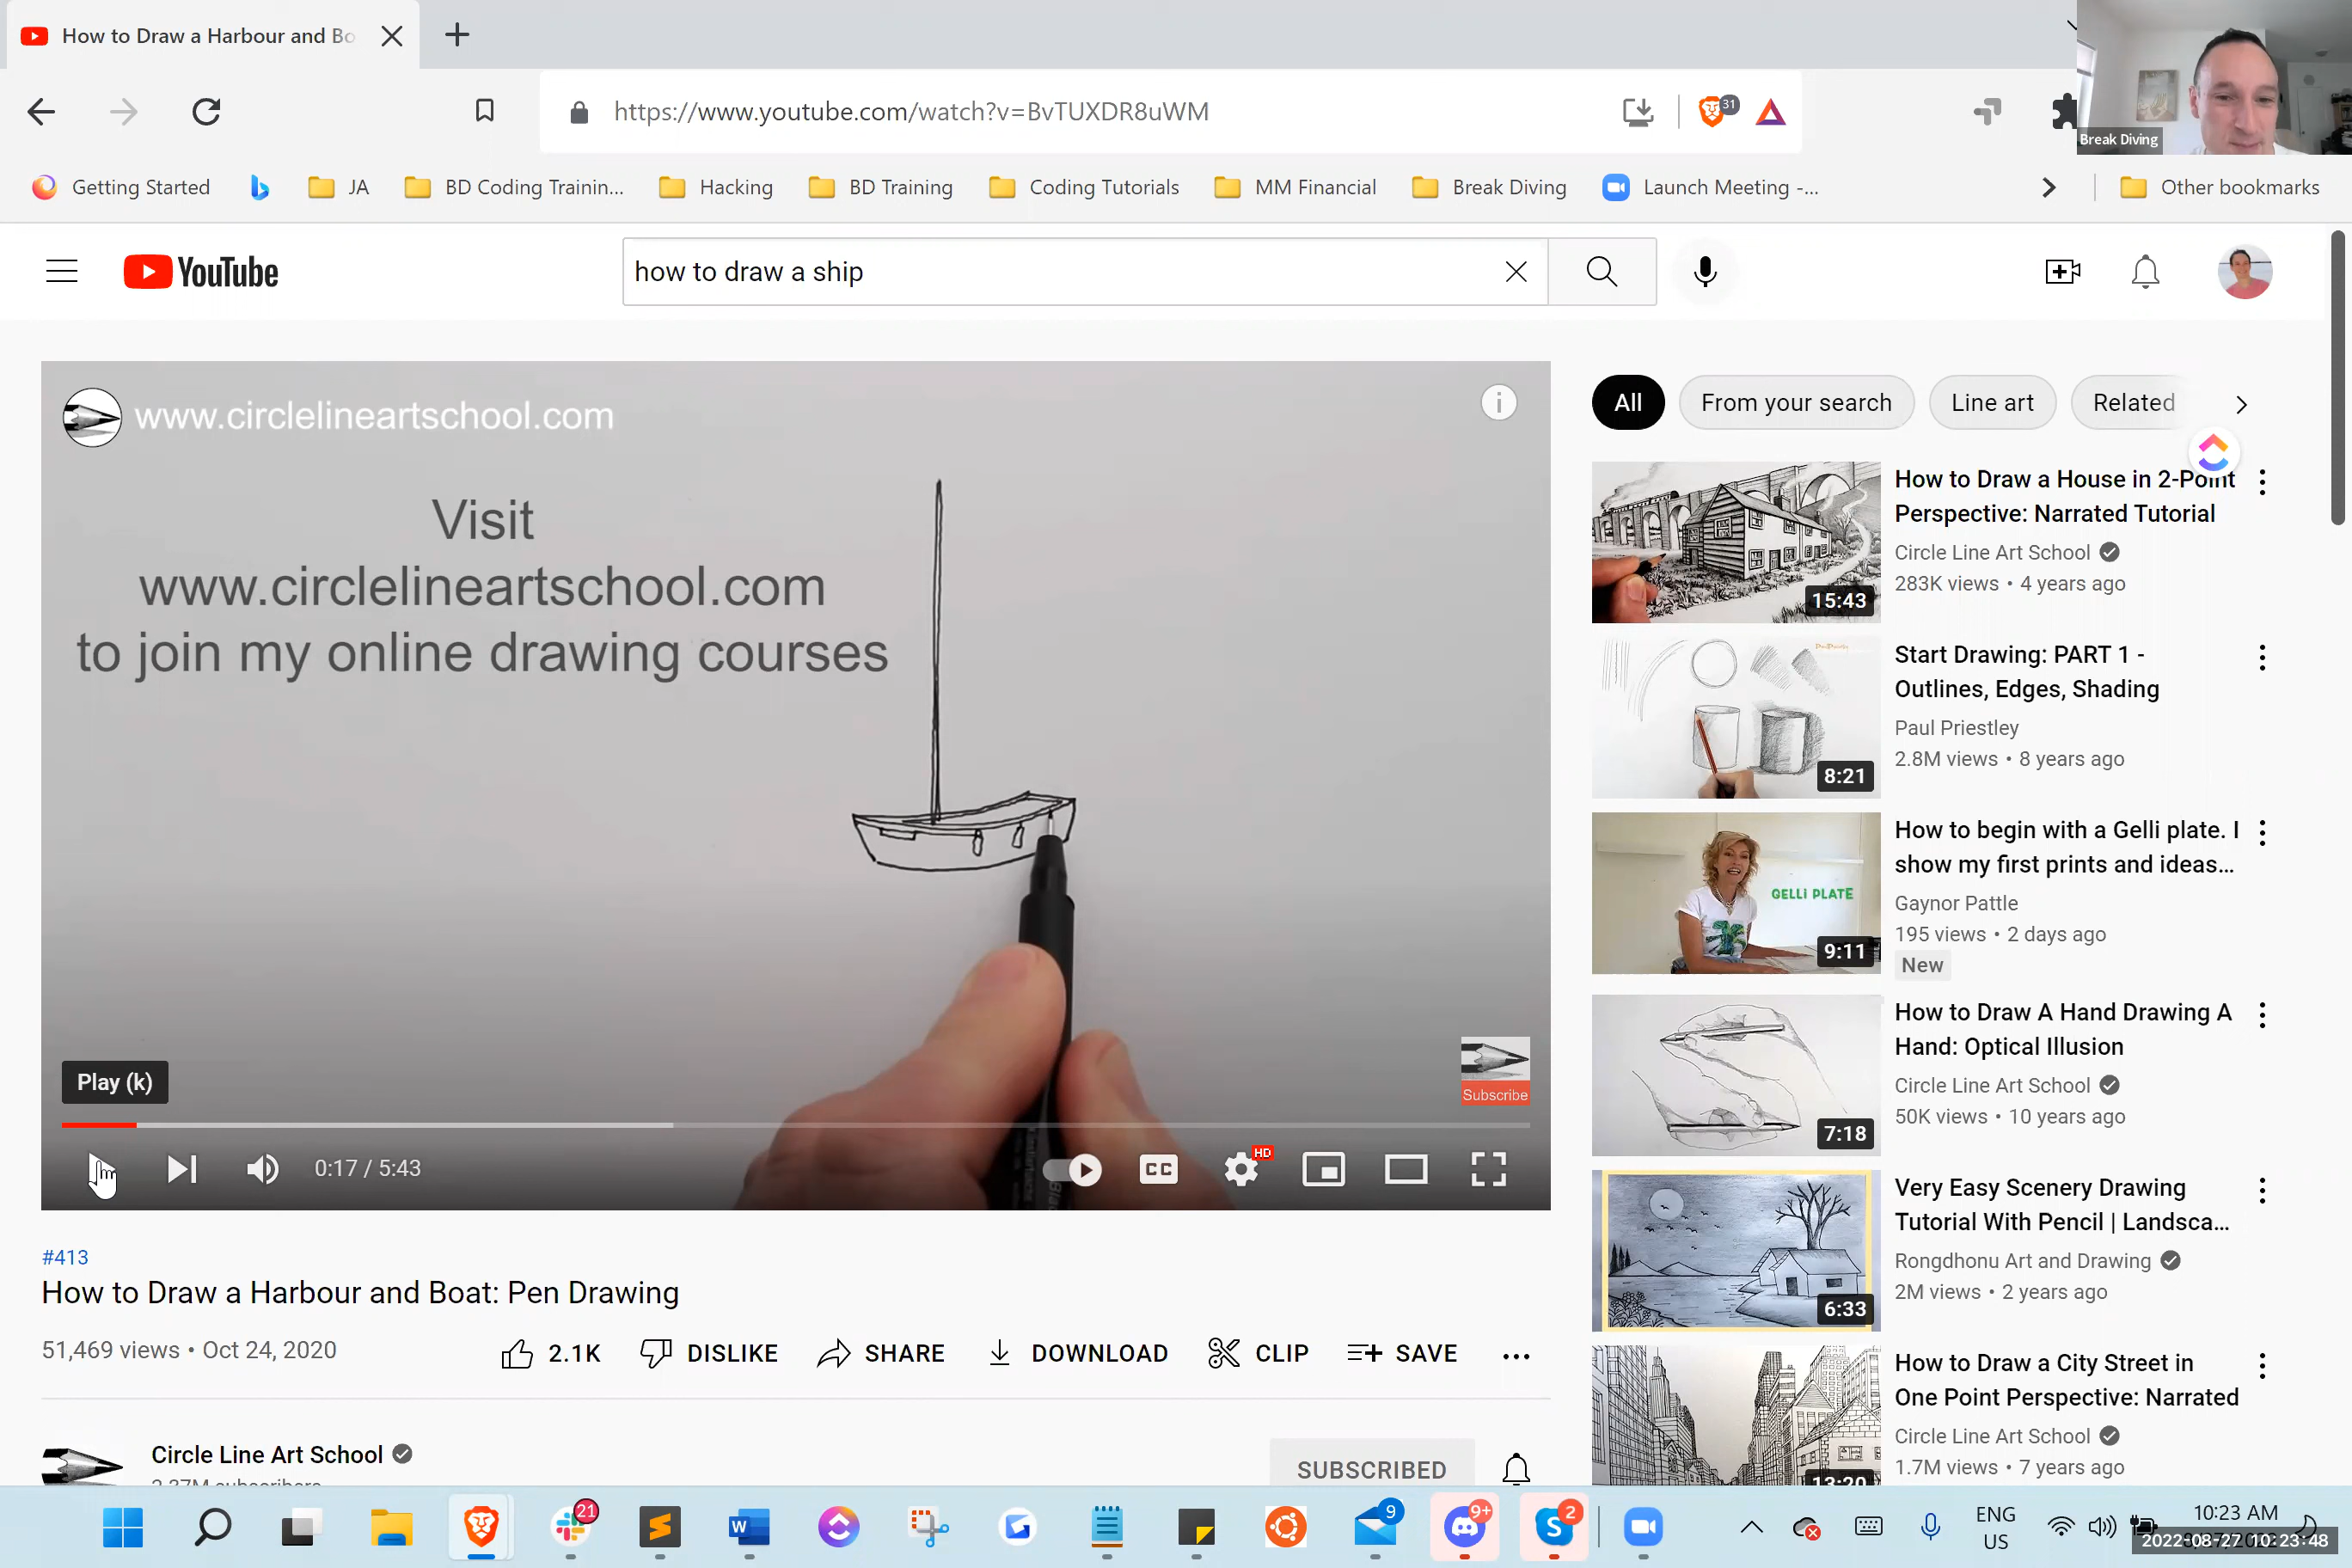 How to Draw a Harbour and Bo
https://www.youtube.com/watch?v=BvTUXDR8uWM
31
Break Diving
Getting Started
JA
BD Coding Trainin...
Hacking
BD Training
Coding Tutorials
MM Financial
Break Diving
Launch Meeting -...
Other bookmarks
YouTube
how to draw a ship
www.circlelineartschool.com
Visit
www.circlelineartschool.com
to join my online drawing courses
Play (k)
Subscribe
0:17 / 5:43
CC
HD
#413
How to Draw a Harbour and Boat: Pen Drawing
51,469 views • Oct 24, 2020
2.1K
DISLIKE
SHARE
DOWNLOAD
CLIP
SAVE
Circle Line Art School
SUBSCRIBED
All
From your search
Line art
Related
How to Draw a House in 2-Point
Perspective: Narrated Tutorial
Circle Line Art School
283K views • 4 years ago
15:43
Start Drawing: PART 1 -
Outlines, Edges, Shading
Paul Priestley
2.8M views • 8 years ago
8:21
How to begin with a Gelli plate. I
show my first prints and ideas...
Gaynor Pattle
195 views • 2 days ago
New
GELLI PLATE
9:11
How to Draw A Hand Drawing A
Hand: Optical Illusion
Circle Line Art School
50K views • 10 years ago
7:18
Very Easy Scenery Drawing
Tutorial With Pencil | Landsca...
Rongdhonu Art and Drawing
2M views • 2 years ago
6:33
How to Draw a City Street in
One Point Perspective: Narrated
Circle Line Art School
1.7M views • 7 years ago
13:20
21
9
9+
2
ENG
US
10:23 AM
2022-08-27 10:23:48